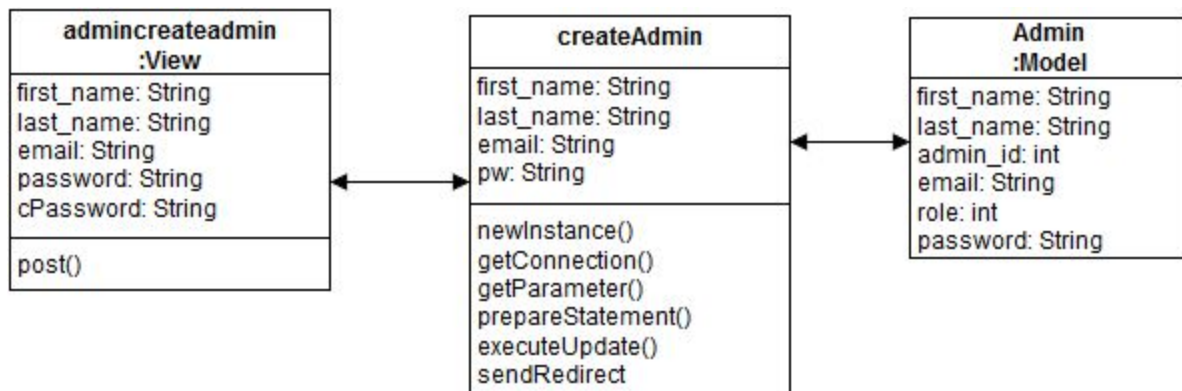 admincreateadmin
:View
first_name: String
last_name: String
email: String
password: String
cPassword: String
post()
createAdmin
first_name: String
last_name: String
email: String
pw: String
newInstance()
getConnection()
getParameter()
prepareStatement()
executeUpdate()
sendRedirect
Admin
:Model
first_name: String
last_name: String
admin_id: int
email: String
role: int
password: String